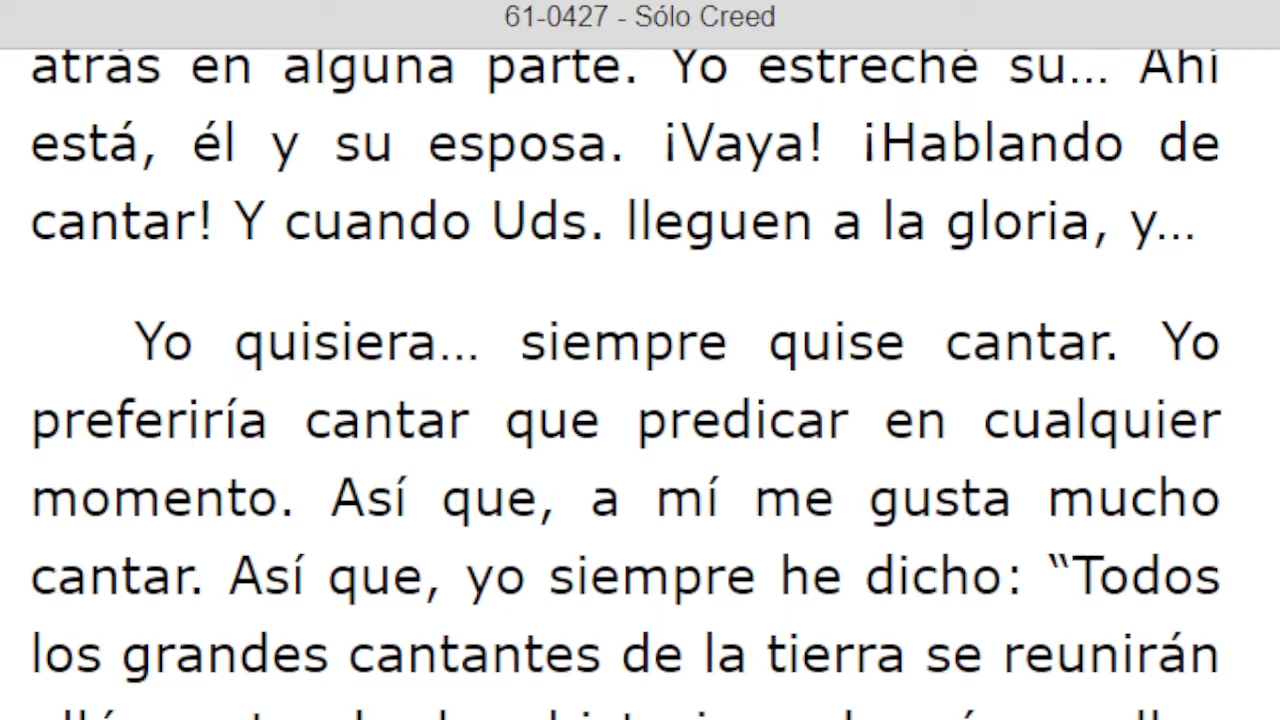 61-0427 - Sólo Creed
atrás en alguna parte. Yo estreché su... Ahí
está, él y su esposa. ¡Vaya! ¡Hablando de
cantar! Y cuando Uds. lleguen a la gloria, y...
Yo quisiera... siempre quise cantar. Yo
preferiría cantar que predicar en cualquier
momento. Así que, a mí me gusta mucho
cantar. Así que, yo siempre he dicho: “Todos
los grandes cantantes de la tierra se reunirán